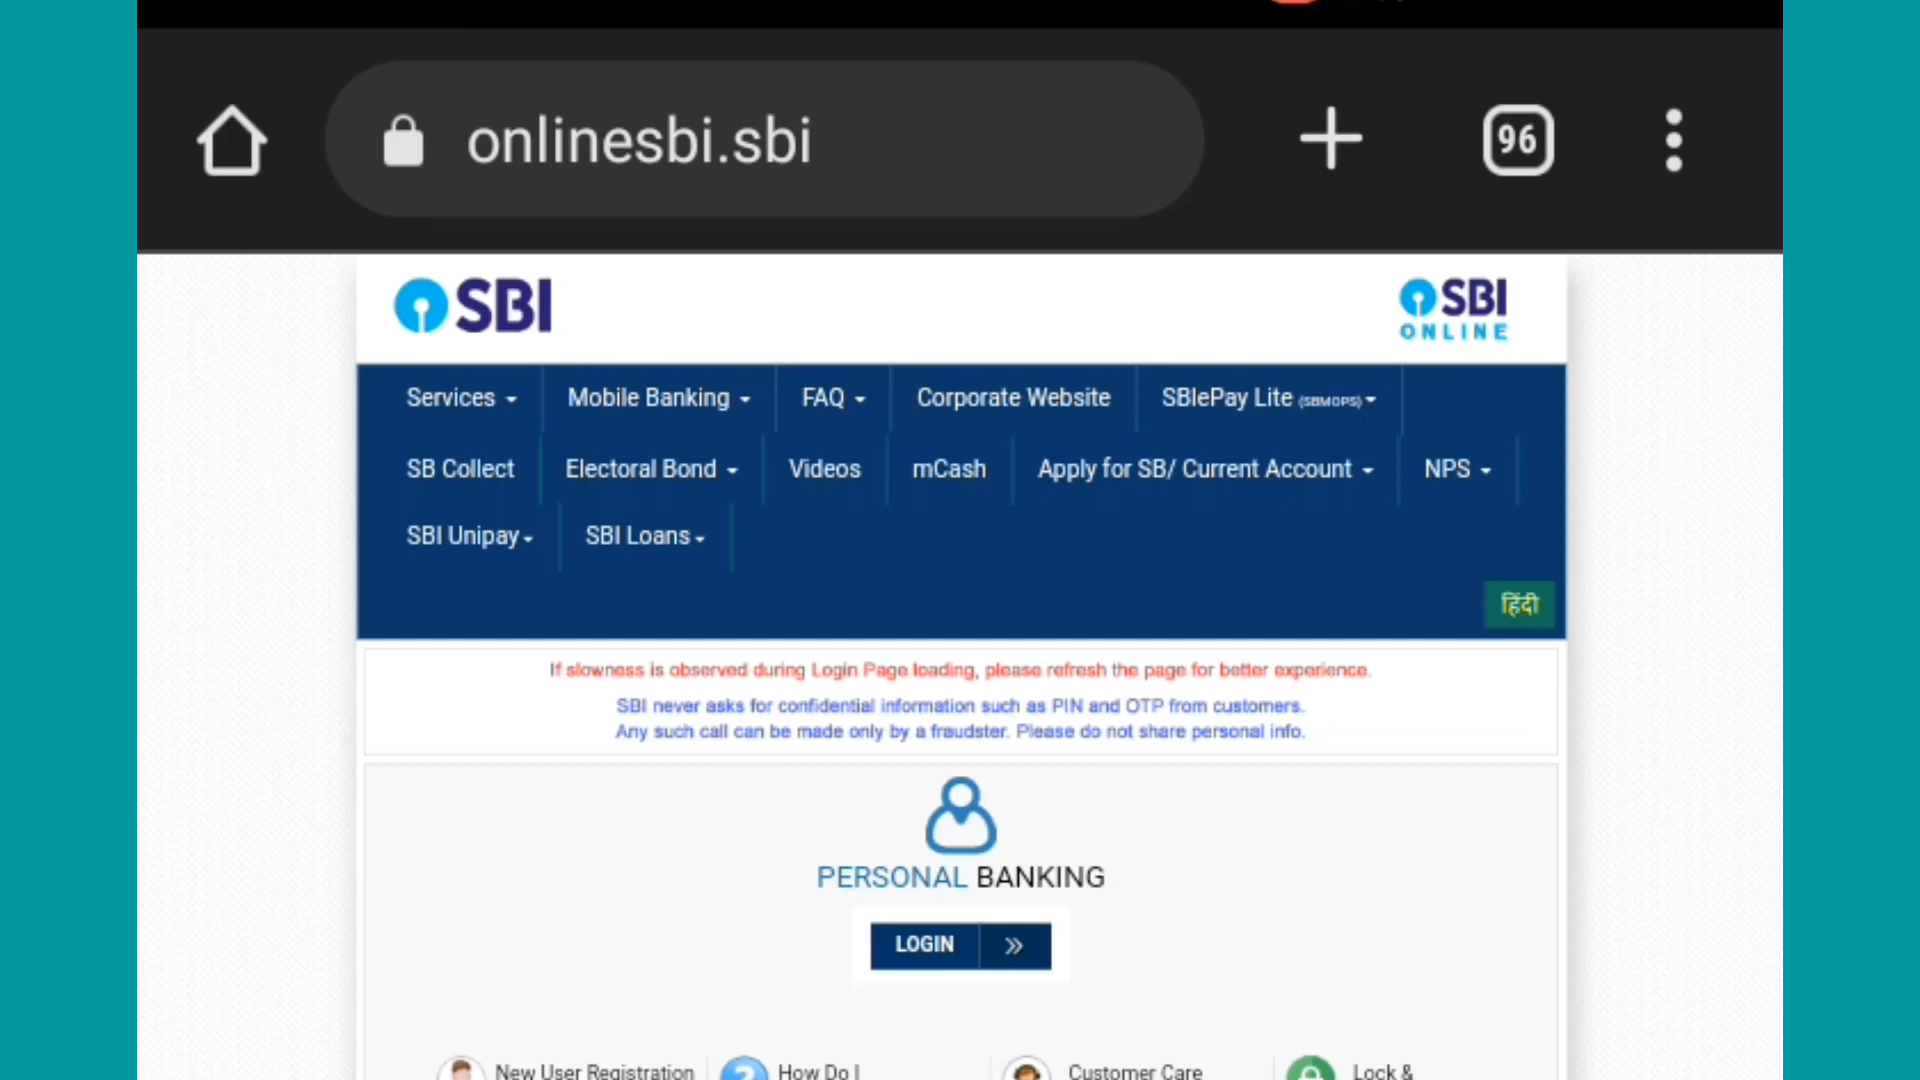 onlinesbi.sbi
96
SBI
SBI
ONLINE
Services
Mobile Banking
FAQ
Corporate Website
SBIePay Lite (SBMOPS)
SB Collect
Electoral Bond
Videos
mCash
Apply for SB/ Current Account
NPS
SBI Unipay
SBI Loans
हिंदी
If slowness is observed during Login Page loading, please refresh the page for better experience.
SBI never asks for confidential information such as PIN and OTP from customers.
Any such call can be made only by a fraudster. Please do not share personal info.
PERSONAL BANKING
LOGIN
New User Registration
How Do I
Customer Care
Lock &